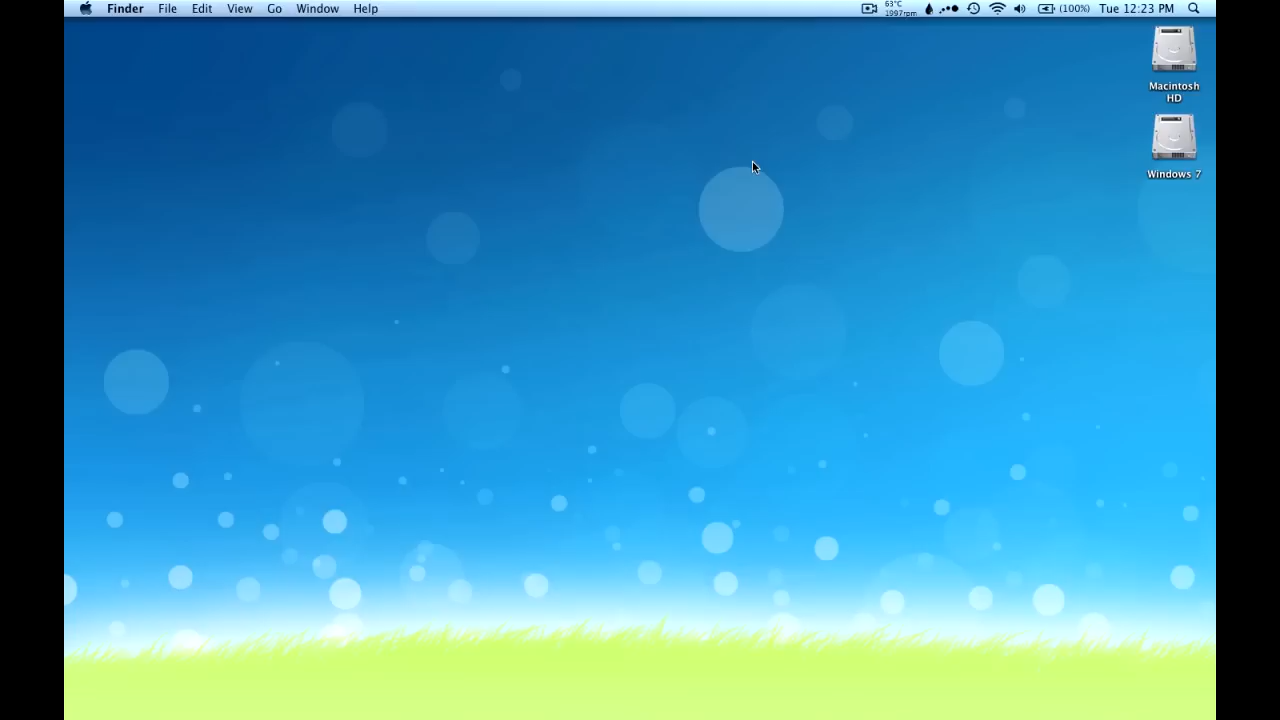 Finder File Edit View Go Window Help 63°C (100%) Tue 12:23 PM
1997rpm
Macintosh
HD
Windows 7